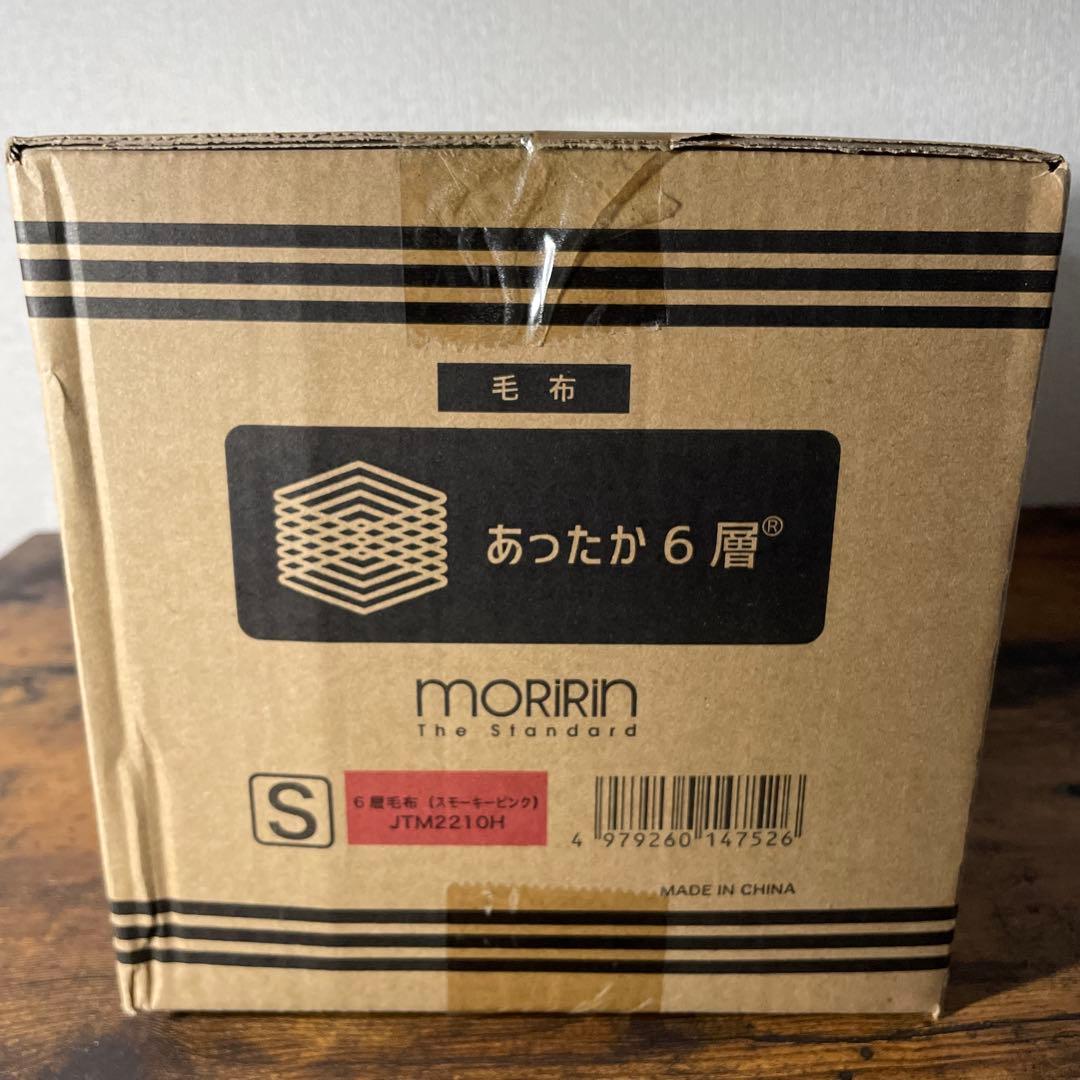 毛布
あったか6層®
moRiRin
The Standard
S
6層毛布（スモーキーピンク）
JTM2210H
4 979260 147526
MADE IN CHINA